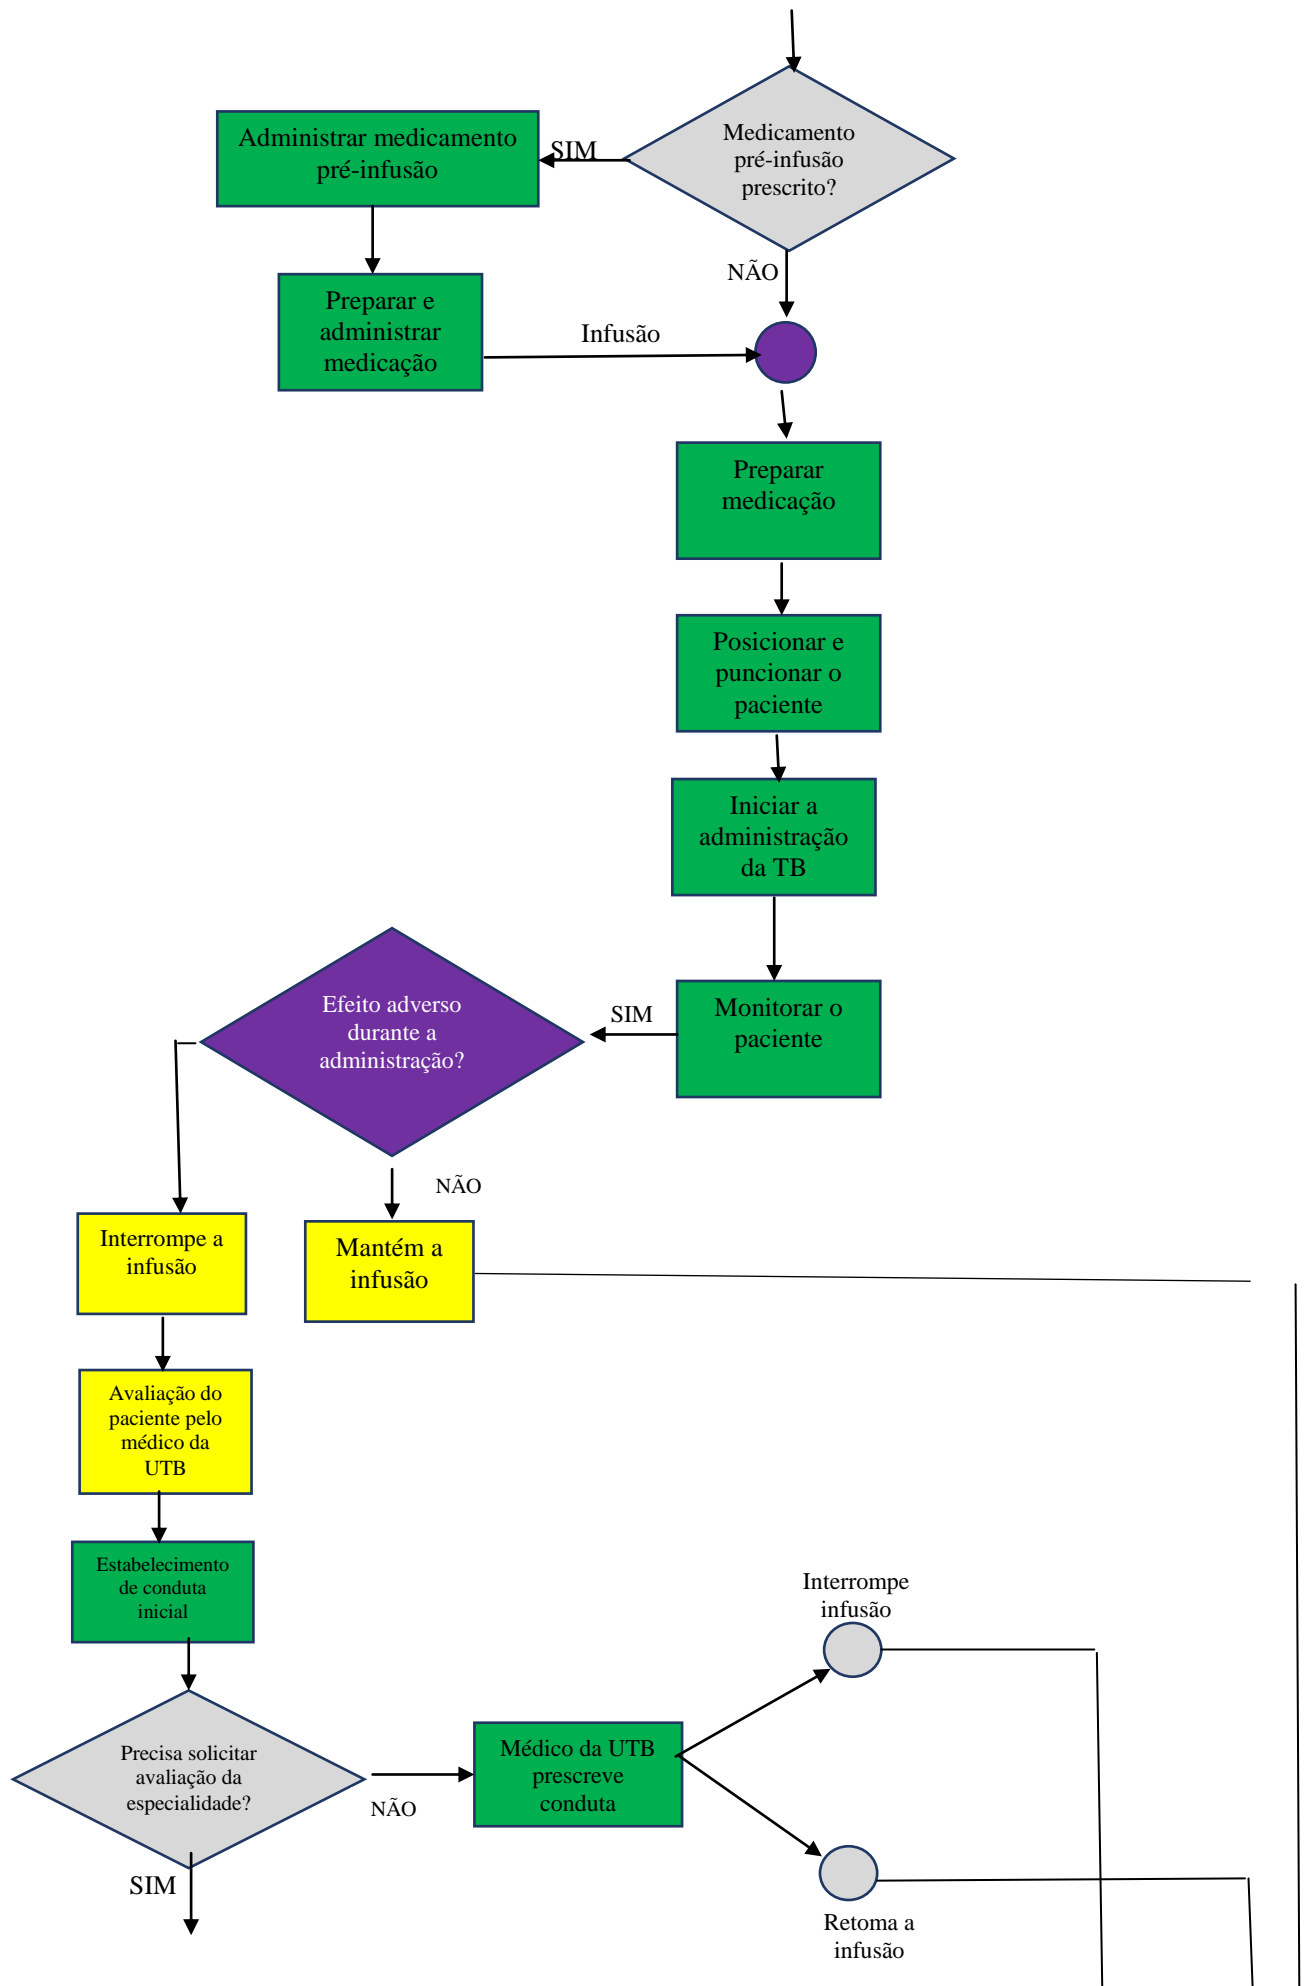 Medicamento
pré-infusão
prescrito?
SIM
Administrar medicamento
pré-infusão
NÃO
Preparar e
administrar
medicação
Infusão
Preparar
medicação
Posicionar e
puncionar o
paciente
Iniciar a
administração
da TB
Monitorar o
paciente
SIM
Efeito adverso
durante a
administração?
NÃO
Interrompe a
infusão
Mantém a
infusão
Avaliação do
paciente pelo
médico da
UTB
Estabelecimento
de conduta
inicial
Precisa solicitar
avaliação da
especialidade?
NÃO
Médico da UTB
prescreve
conduta
Interrompe
infusão
Retoma a
infusão
SIM